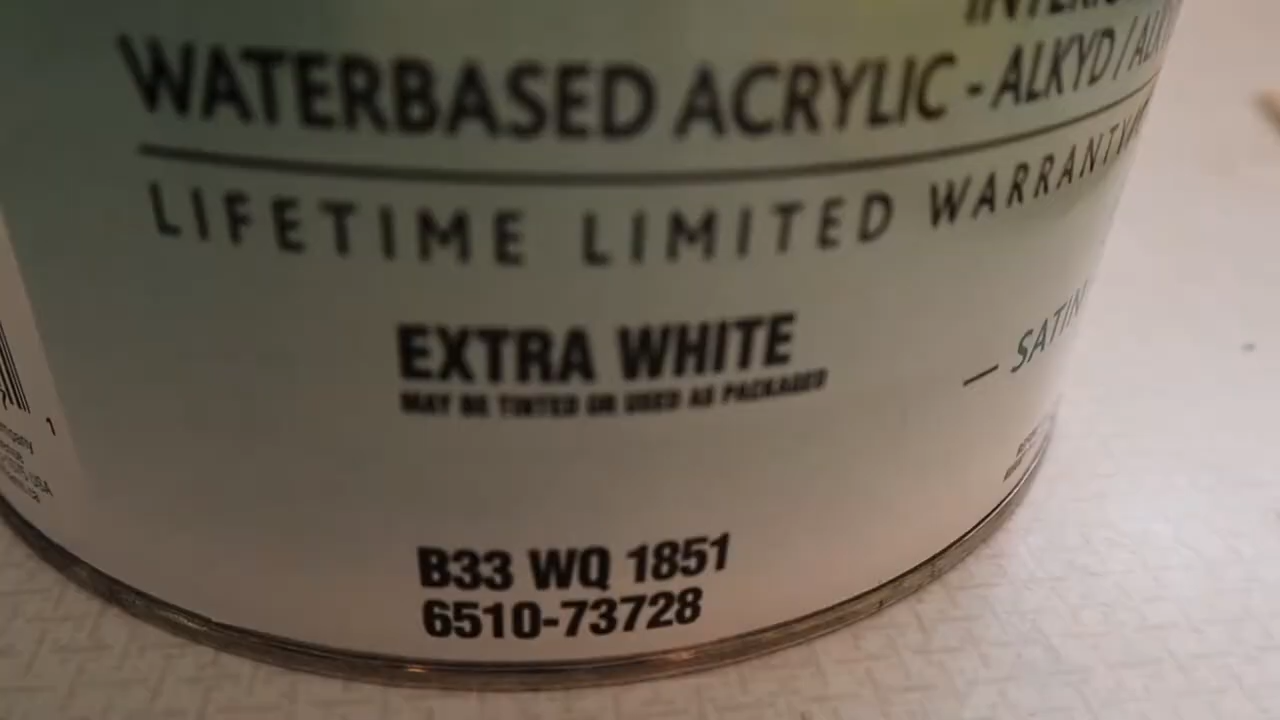 WATERBASED ACRYLIC - ALKYD /
LIFETIME LIMITED WARRANTY
EXTRA WHITE
MAY BE TINTED OR USED AS PACKAGED
SATIN
B33 WQ 1851
6510-73728
1